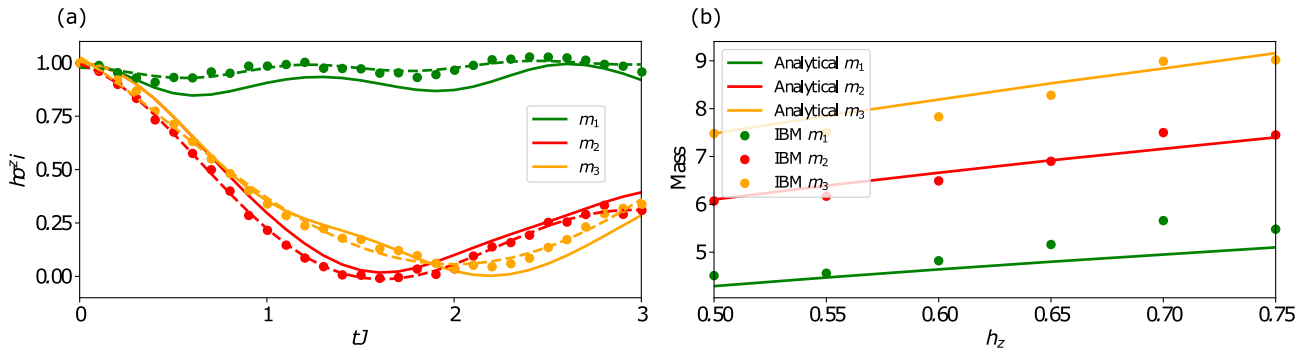 (a)
1.00
0.75
0.50
0.25
0.00
hσᶻi
0
1
2
3
tJ
m₁
m₂
m₃
(b)
9
8
7
6
5
Mass
0.50
0.55
0.60
0.65
0.70
0.75
h_z
Analytical m₁
Analytical m₂
Analytical m₃
IBM m₁
IBM m₂
IBM m₃